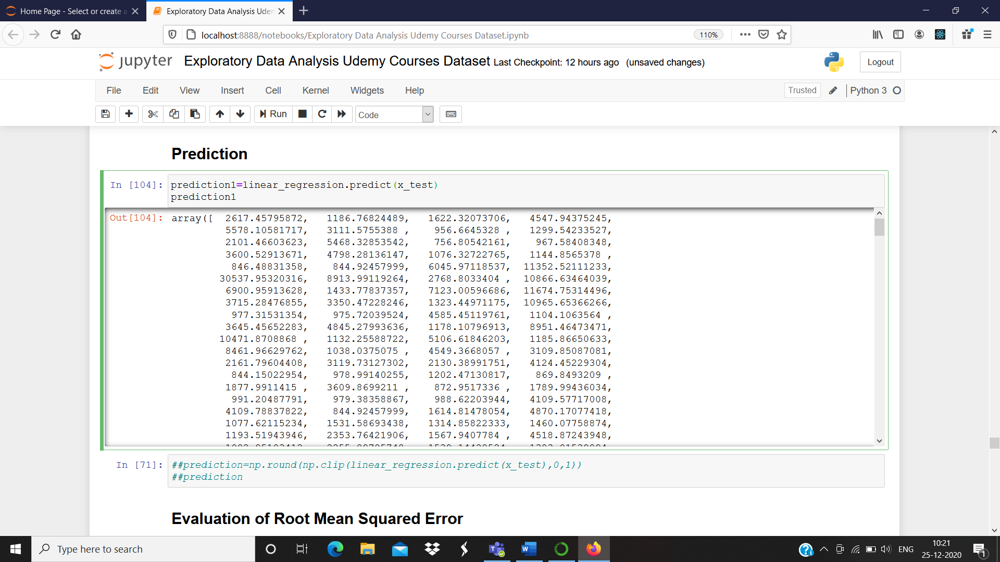 Home Page - Select or create a
Exploratory Data Analysis Uden
localhost:8888/notebooks/Exploratory Data Analysis Udemy Courses Dataset.ipynb
110%
jupyter Exploratory Data Analysis Udemy Courses Dataset Last Checkpoint: 12 hours ago (unsaved changes)
Logout
File Edit View Insert Cell Kernel Widgets Help
Trusted
Python 3
Run
Code
Prediction
In [104]: prediction1=linear_regression.predict(x_test)
prediction1
Out[104]: array([ 2617.45795872, 1186.76824489, 1622.32073706, 4547.94375245,
5578.10581717, 3111.5755388 , 956.6645328 , 1299.54233527,
2101.46603623, 5468.32853542, 756.80542161, 967.58408348,
3600.52913671, 4798.28136147, 1076.32722765, 1144.8565378 ,
846.48831358, 844.92457999, 6045.97118537, 11352.52111233,
30537.95320316, 8913.99119264, 2768.8033404 , 10866.63464039,
6900.95913628, 1433.77837357, 7123.00596686, 11674.75314496,
3715.28476855, 3350.47228246, 1323.44971175, 10965.65366266,
977.31531354, 975.72039524, 4585.45119761, 1104.1063564 ,
3645.45652283, 4845.27993636, 1178.10796913, 8951.46473471,
10471.8708868 , 1132.25588722, 5106.61846203, 1185.86650633,
8461.96629762, 1038.0375075 , 4549.3668057 , 3109.85087081,
2161.79604408, 3119.73127302, 2130.38991751, 4124.45229304,
844.15022954, 978.99140255, 1202.47130817, 869.8493209 ,
1877.9911415 , 3609.8699211 , 872.9517336 , 1789.99436034,
991.20487791, 979.38358867, 988.62203944, 4109.57717008,
4109.78837822, 844.92457999, 1614.81478054, 4870.17077418,
1077.62115234, 1531.58693438, 1314.85822333, 1460.07758874,
1193.51943946, 2353.76421906, 1567.9407784 , 4518.87243948,
In [71]: ##prediction=np.round(np.clip(linear_regression.predict(x_test),0,1))
##prediction
Evaluation of Root Mean Squared Error
Type here to search
ENG
10:21
25-12-2020
1